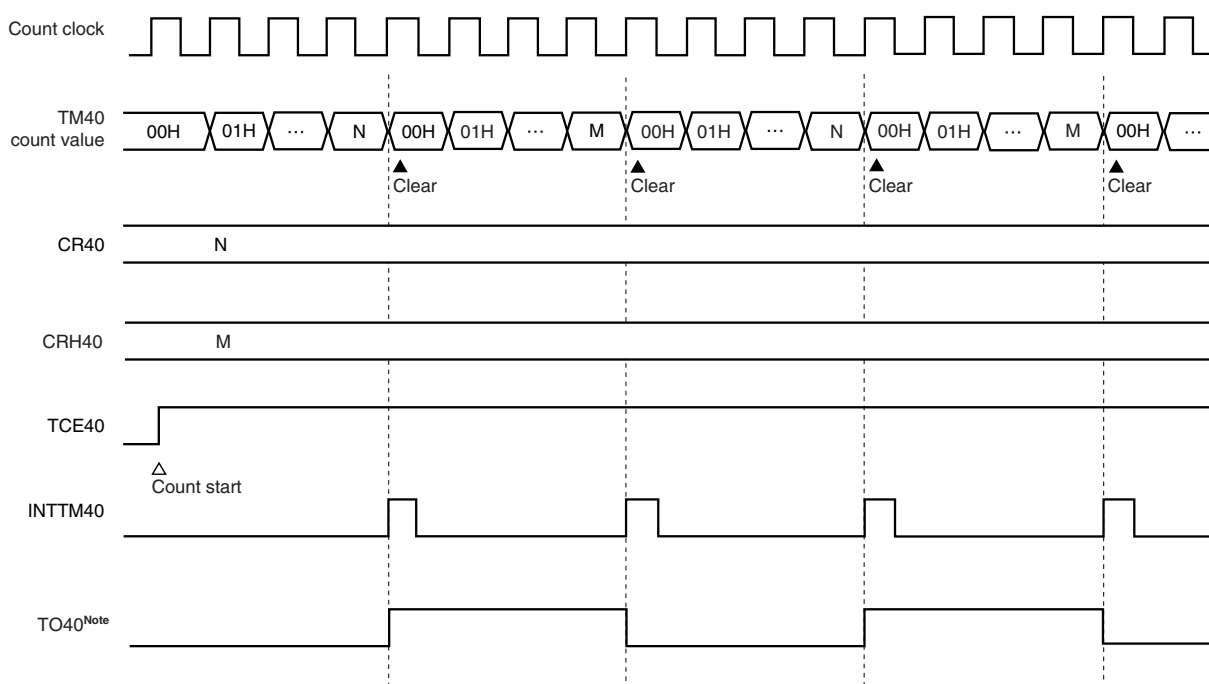 Count clock
TM40
count value
00H 01H ... N 00H 01H ... M 00H 01H ... N 00H 01H ... M 00H ...
Clear Clear Clear Clear
CR40 N
CRH40 M
TCE40
Count start
INTTM40
TO40Note